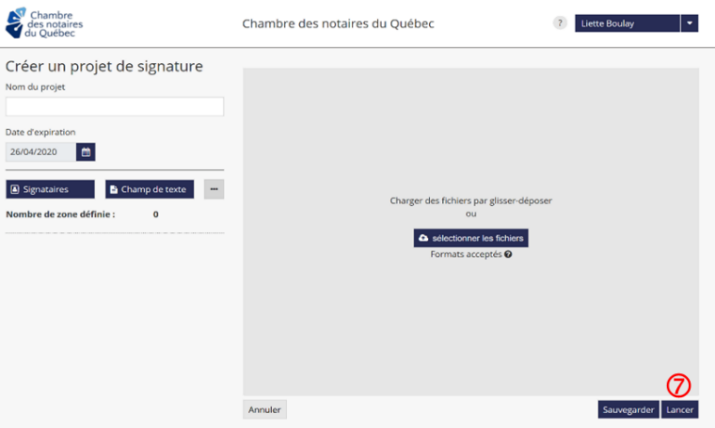 Chambre
des notaires
du Québec
Chambre des notaires du Québec
?
Liette Boulay
Créer un projet de signature
Nom du projet
Date d'expiration
26/04/2020
Signataires
Champ de texte
Nombre de zone définie : 0
Charger des fichiers par glisser-déposer
ou
sélectionner les fichiers
Formats acceptés ?
⑦
Annuler
Sauvegarder
Lancer